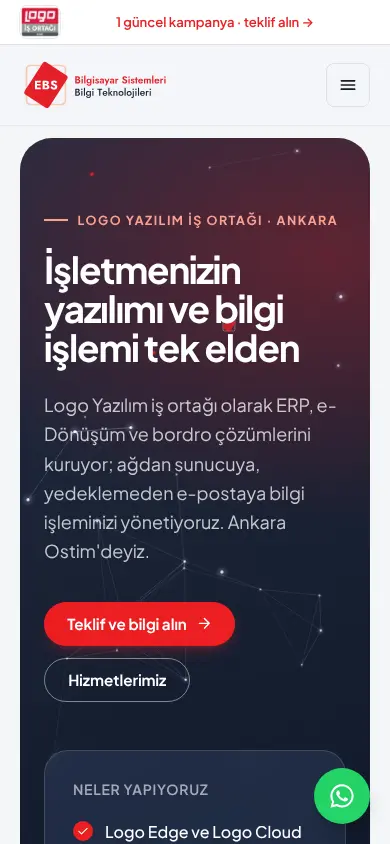 Logo
İŞ ORTAĞI
1 güncel kampanya · teklif alın →
EBS
Bilgisayar Sistemleri
Bilgi Teknolojileri
LOGO YAZILIM İŞ ORTAĞI · ANKARA
İşletmenizin
yazılımı ve bilgi
işlemi tek elden
Logo Yazılım iş ortağı olarak ERP, e-
Dönüşüm ve bordro çözümlerini
kuruyor; ağdan sunucuya,
yedeklemeden e-postaya bilgi
işleminizi yönetiyoruz. Ankara
Ostim'deyiz.
Teklif ve bilgi alın →
Hizmetlerimiz
NELER YAPIYORUZ
Logo Edge ve Logo Cloud